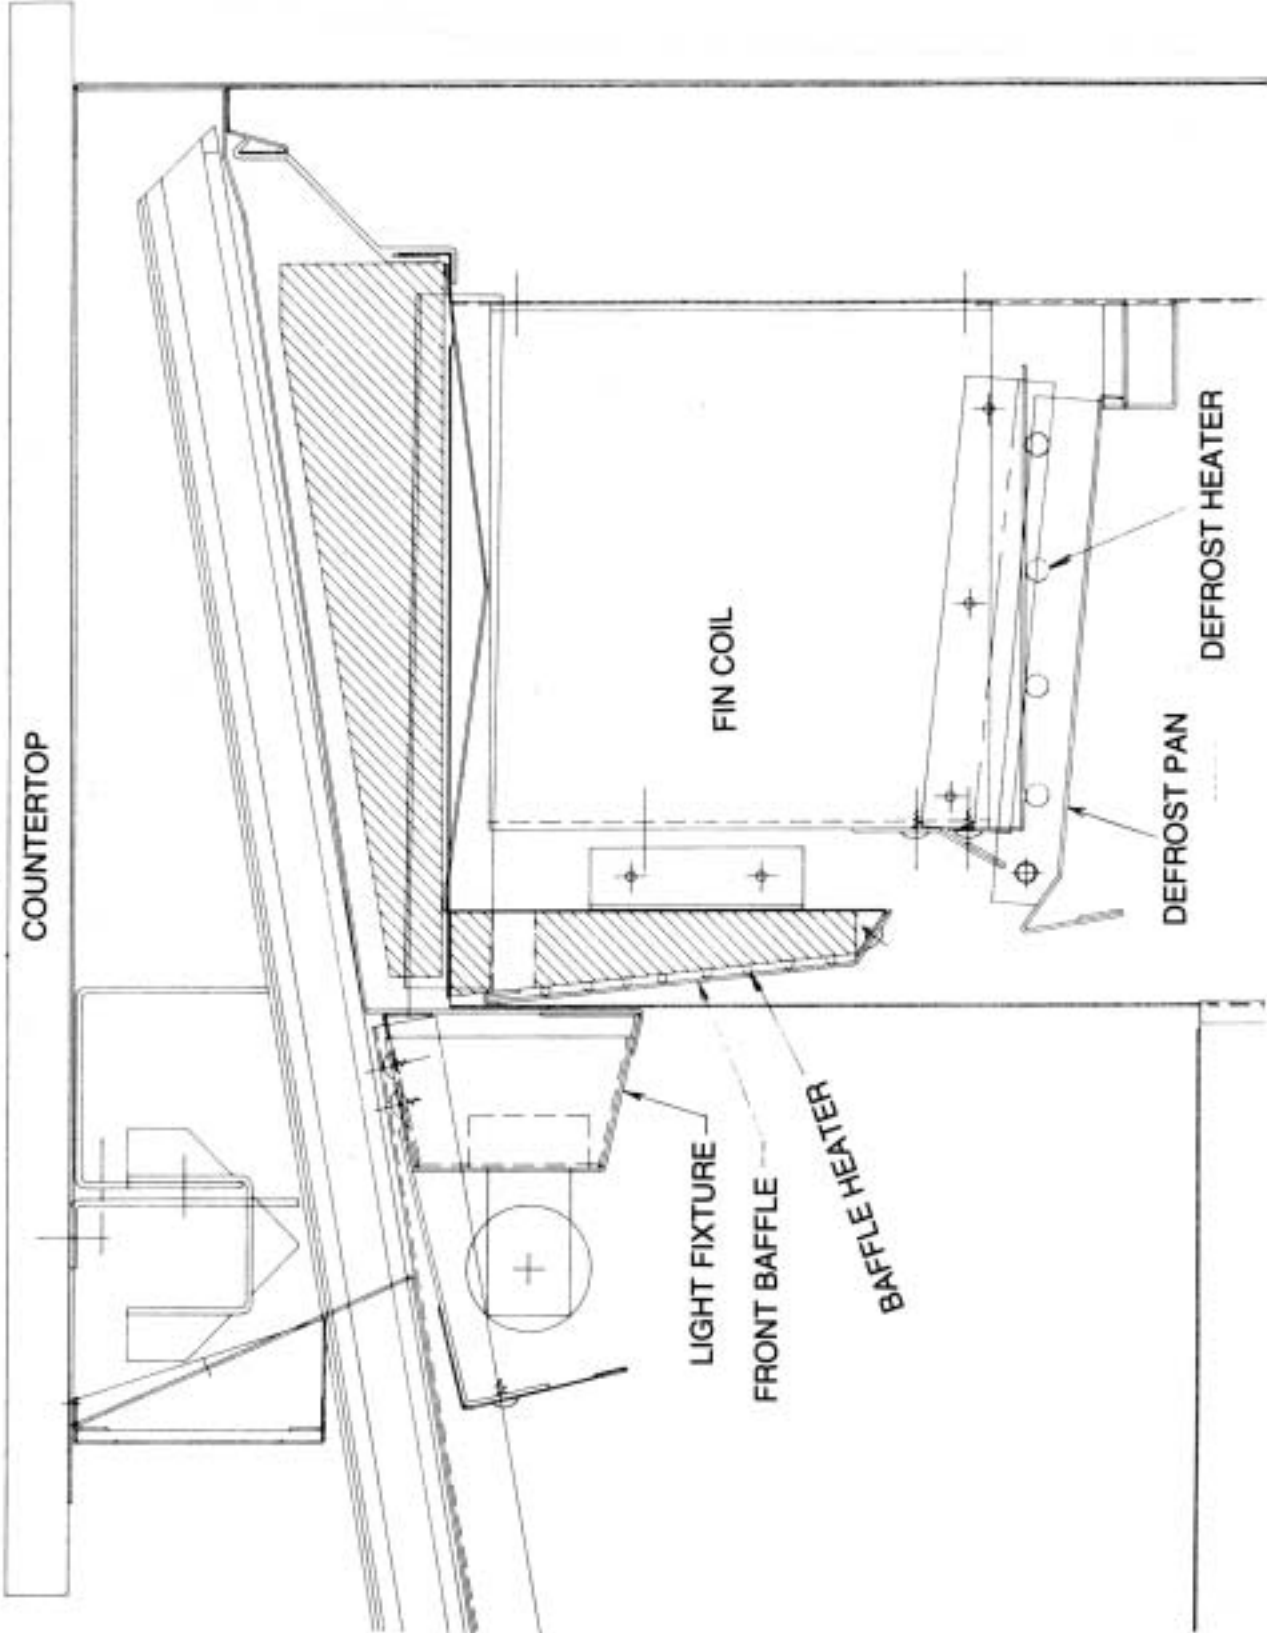 COUNTERTOP
FIN COIL
LIGHT FIXTURE
FRONT BAFFLE
BAFFLE HEATER
DEFROST PAN
DEFROST HEATER